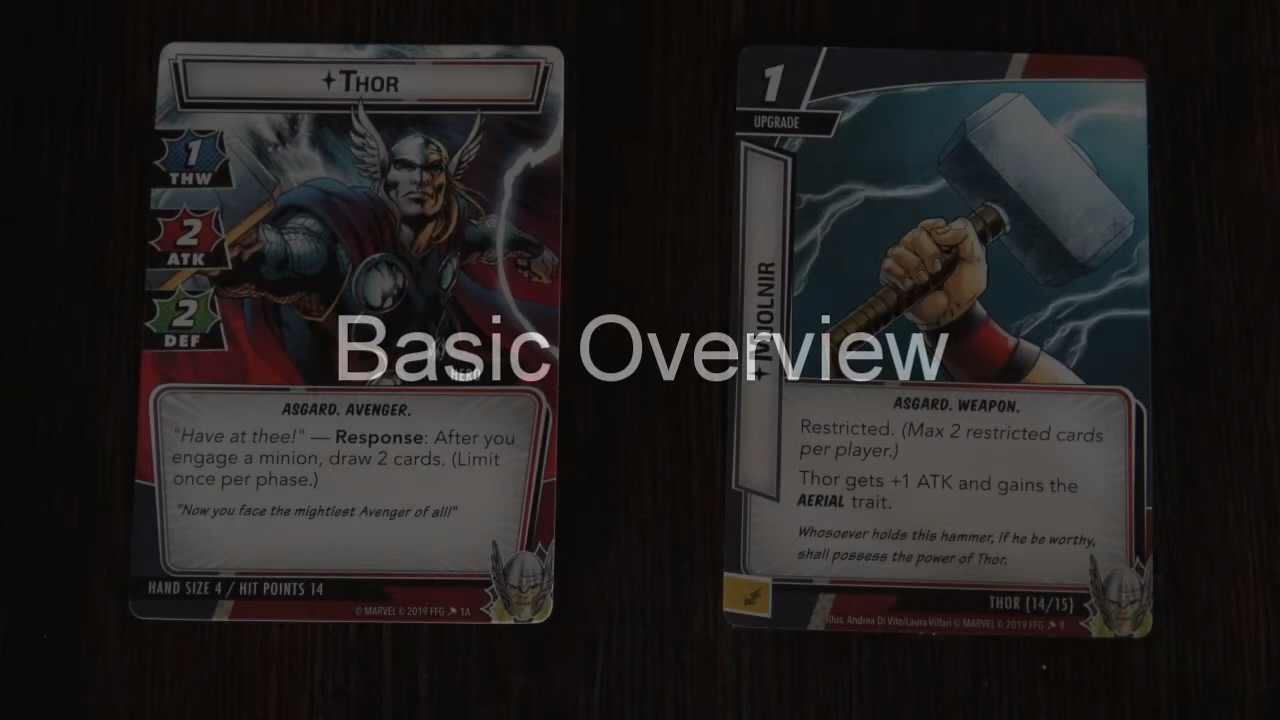 Thor
1
THW
2
ATK
2
DEF
HERO
ASGARD. AVENGER.
"Have at thee!" — Response: After you
engage a minion, draw 2 cards. (Limit
once per phase.)
"Now you face the mightiest Avenger of all!"
HAND SIZE 4 / HIT POINTS 14
© MARVEL © 2019 FFG 1A
Basic Overview
1
UPGRADE
MJOLNIR
ASGARD. WEAPON.
Restricted. (Max 2 restricted cards
per player.)
Thor gets +1 ATK and gains the
AERIAL trait.
Whosoever holds this hammer, if he be worthy,
shall possess the power of Thor.
THOR (14/15)
Illus. Andrea Di Vito/Laura Villari © MARVEL © 2019 FFG 9